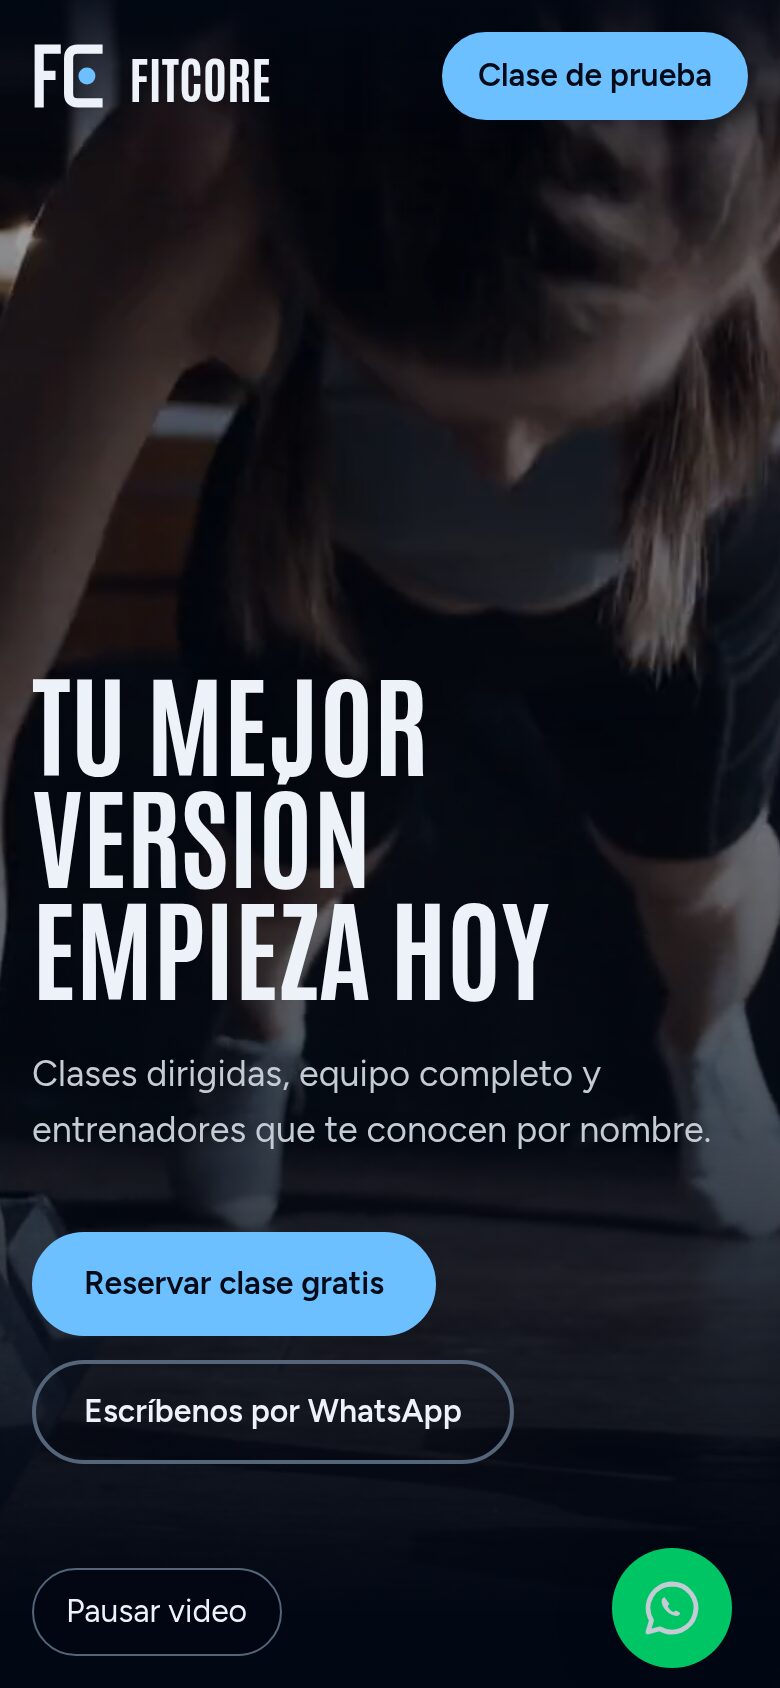 FC FITCORE
Clase de prueba
TU MEJOR
VERSIÓN
EMPIEZA HOY
Clases dirigidas, equipo completo y
entrenadores que te conocen por nombre.
Reservar clase gratis
Escríbenos por WhatsApp
Pausar video